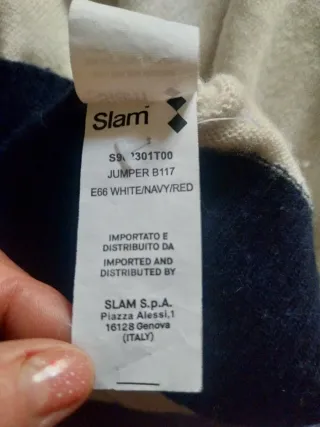 Slam
JUMPER B117
E66 WHITE/NAVY/RED
IMPORTATO E
DISTRIBUITO DA
IMPORTED AND
DISTRIBUTED BY
SLAM S.p.A.
Piazza Alessi,1
16128 Genova
(ITALY)